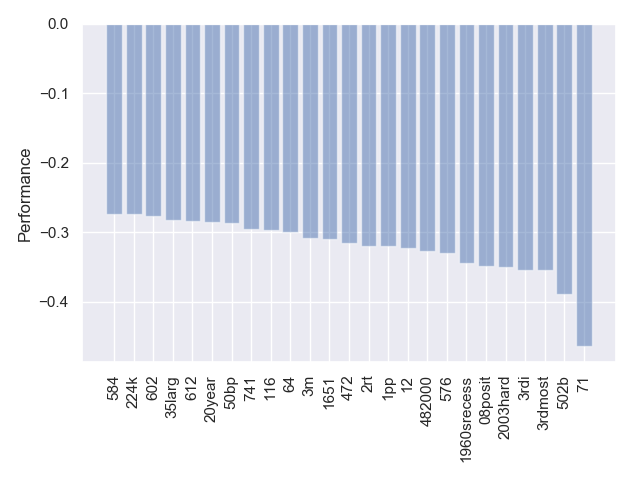 0.0
−0.1
−0.2
−0.3
−0.4
Performance
584
224k
602
35larg
612
20year
50bp
741
116
64
3m
1651
472
2rt
1pp
12
482000
576
1960srecess
08posit
2003hard
3rdi
3rdmost
502b
71